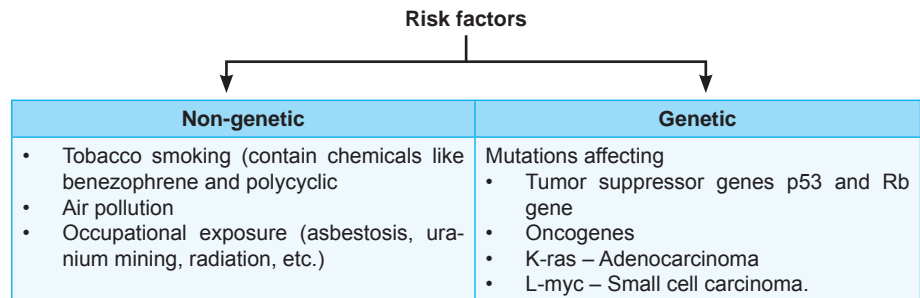 Risk factors
Non-genetic
Genetic
• Tobacco smoking (contain chemicals like
benezophrene and polycyclic
• Air pollution
• Occupational exposure (asbestosis, ura-
nium mining, radiation, etc.)
Mutations affecting
• Tumor suppressor genes p53 and Rb
gene
• Oncogenes
• K-ras – Adenocarcinoma
• L-myc – Small cell carcinoma.